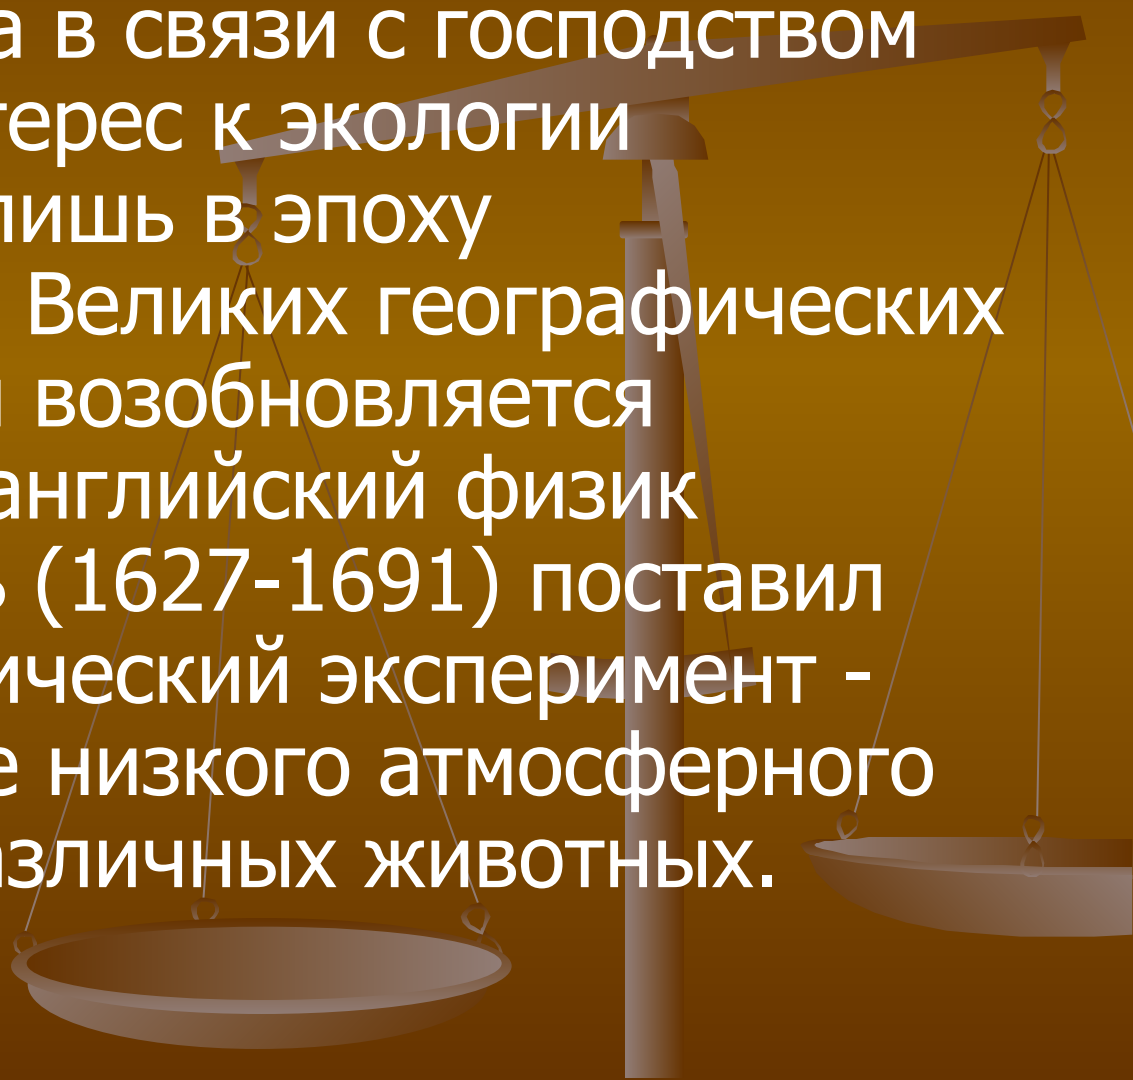 а в связи с господством
терес к экологии
лишь в эпоху
Великих географических
возобновляется
английский физик
(1627-1691) поставил
ический эксперимент -
е низкого атмосферного
азличных животных.